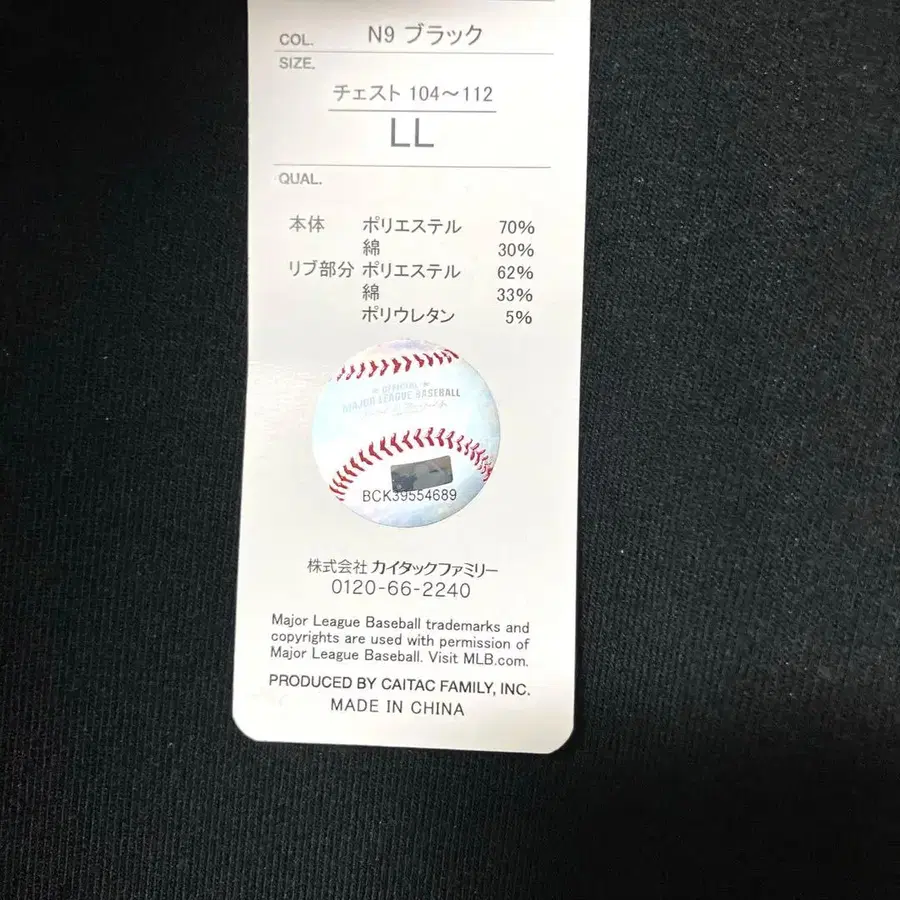 COL. N9 ブラック
SIZE.
チェスト 104～112
LL
QUAL.
本体 ポリエステル 70%
綿 30%
リブ部分 ポリエステル 62%
綿 33%
ポリウレタン 5%
OFFICIAL
MAJOR LEAGUE BASEBALL
BCK39554689
株式会社 カイタックファミリー
0120-66-2240
Major League Baseball trademarks and
copyrights are used with permission of
Major League Baseball. Visit MLB.com.
PRODUCED BY CAITAC FAMILY, INC.
MADE IN CHINA